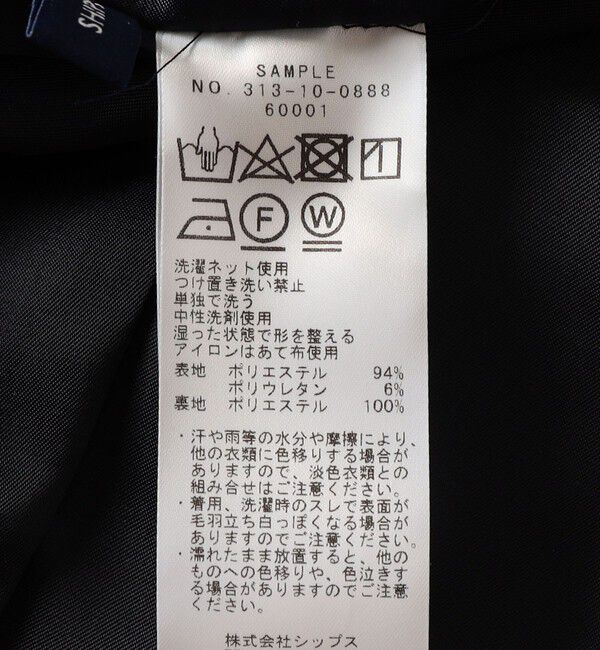 SHI
SAMPLE
NO. 313-10-0888
60001
F W
洗濯ネット使用
つけ置き洗い禁止
単独で洗う
中性洗剤使用
湿った状態で形を整える
アイロンはあて布使用
表地 ポリエステル 94%
ポリウレタン 6%
裏地 ポリエステル 100%
・汗や雨等の水分や摩擦により、
他の衣類に色移りする場合が
ありますので、淡色衣類との
組み合せはご注意ください。
・着用、洗濯時のスレで表面が
毛羽立ち白っぽくなる場合が
ありますのでご注意ください。
・濡れたまま放置すると、他の
ものへの色移りや、色泣きす
る場合がありますのでご注意
ください。
株式会社シップス